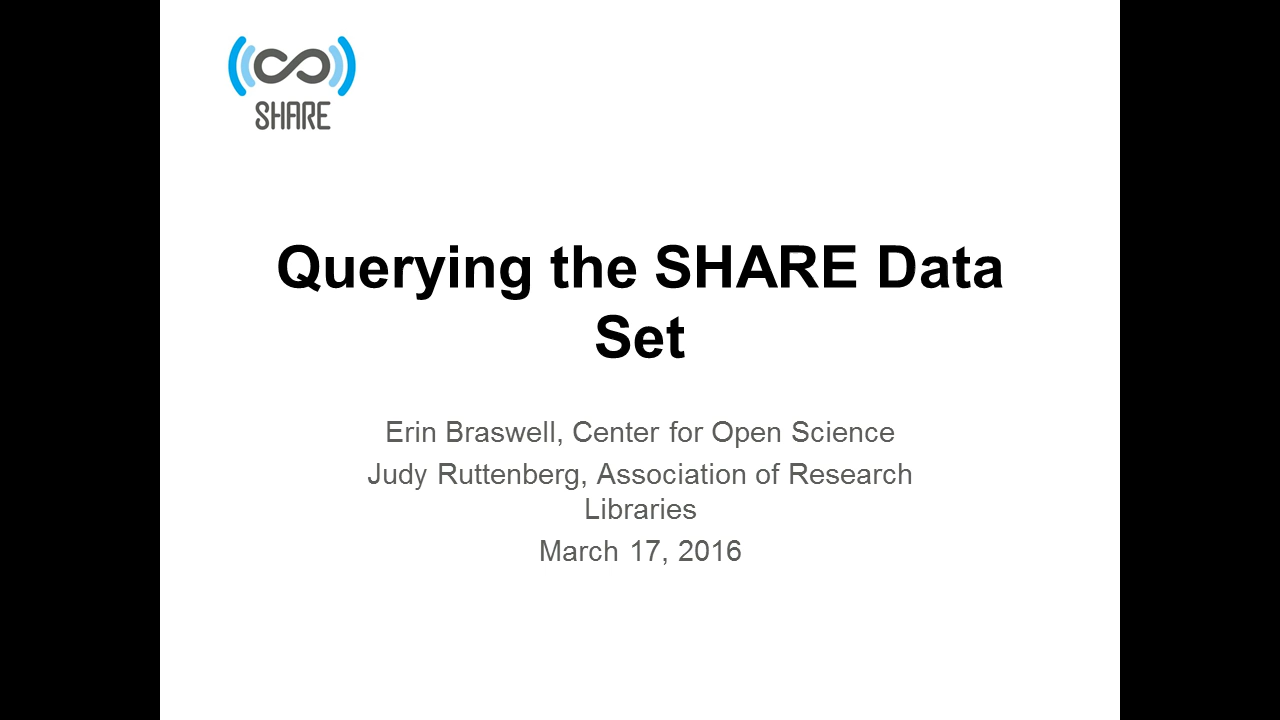 SHARE
Querying the SHARE Data
Set
Erin Braswell, Center for Open Science
Judy Ruttenberg, Association of Research
Libraries
March 17, 2016